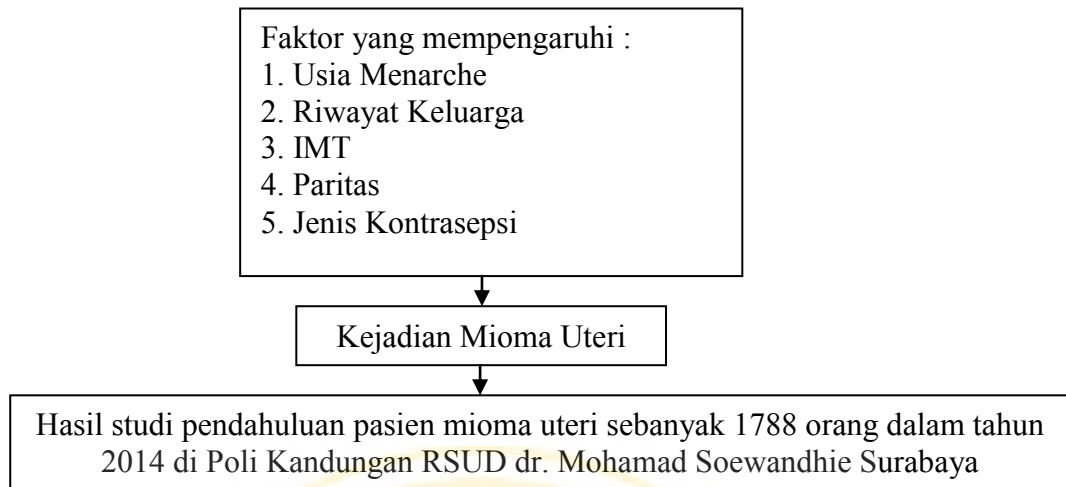 Faktor yang mempengaruhi :
1. Usia Menarche
2. Riwayat Keluarga
3. IMT
4. Paritas
5. Jenis Kontrasepsi
Kejadian Mioma Uteri
Hasil studi pendahuluan pasien mioma uteri sebanyak 1788 orang dalam tahun
2014 di Poli Kandungan RSUD dr. Mohamad Soewandhie Surabaya